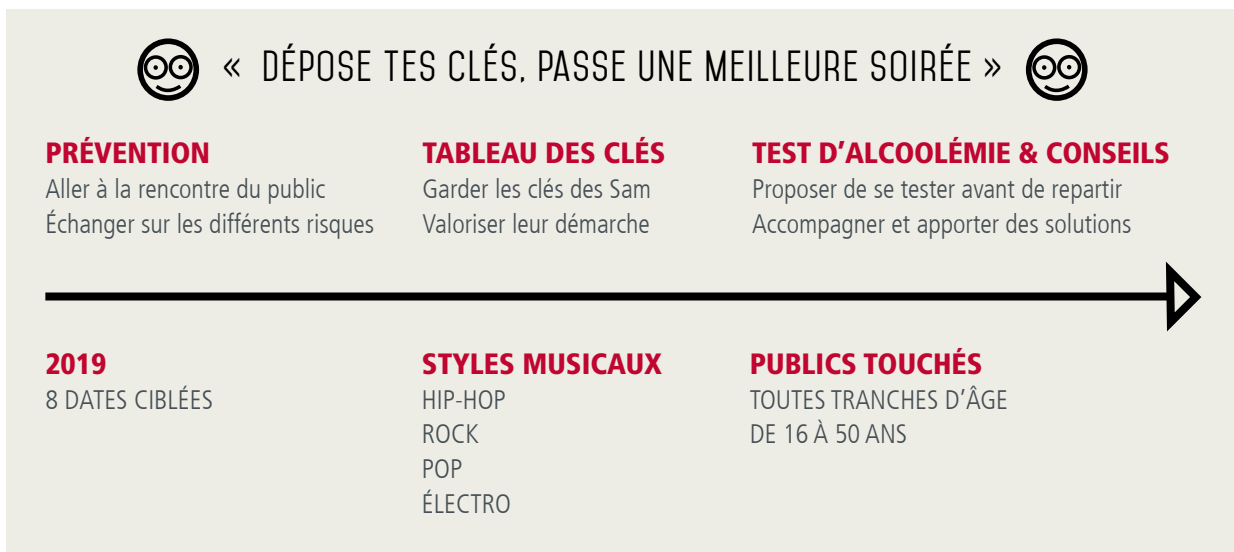 « DÉPOSE TES CLÉS, PASSE UNE MEILLEURE SOIRÉE »
PRÉVENTION
Aller à la rencontre du public
Échanger sur les différents risques
TABLEAU DES CLÉS
Garder les clés des Sam
Valoriser leur démarche
TEST D’ALCOOLÉMIE & CONSEILS
Proposer de se tester avant de repartir
Accompagner et apporter des solutions
2019
8 DATES CIBLÉES
STYLES MUSICAUX
HIP-HOP
ROCK
POP
ÉLECTRO
PUBLICS TOUCHÉS
TOUTES TRANCHES D’ÂGE
DE 16 À 50 ANS